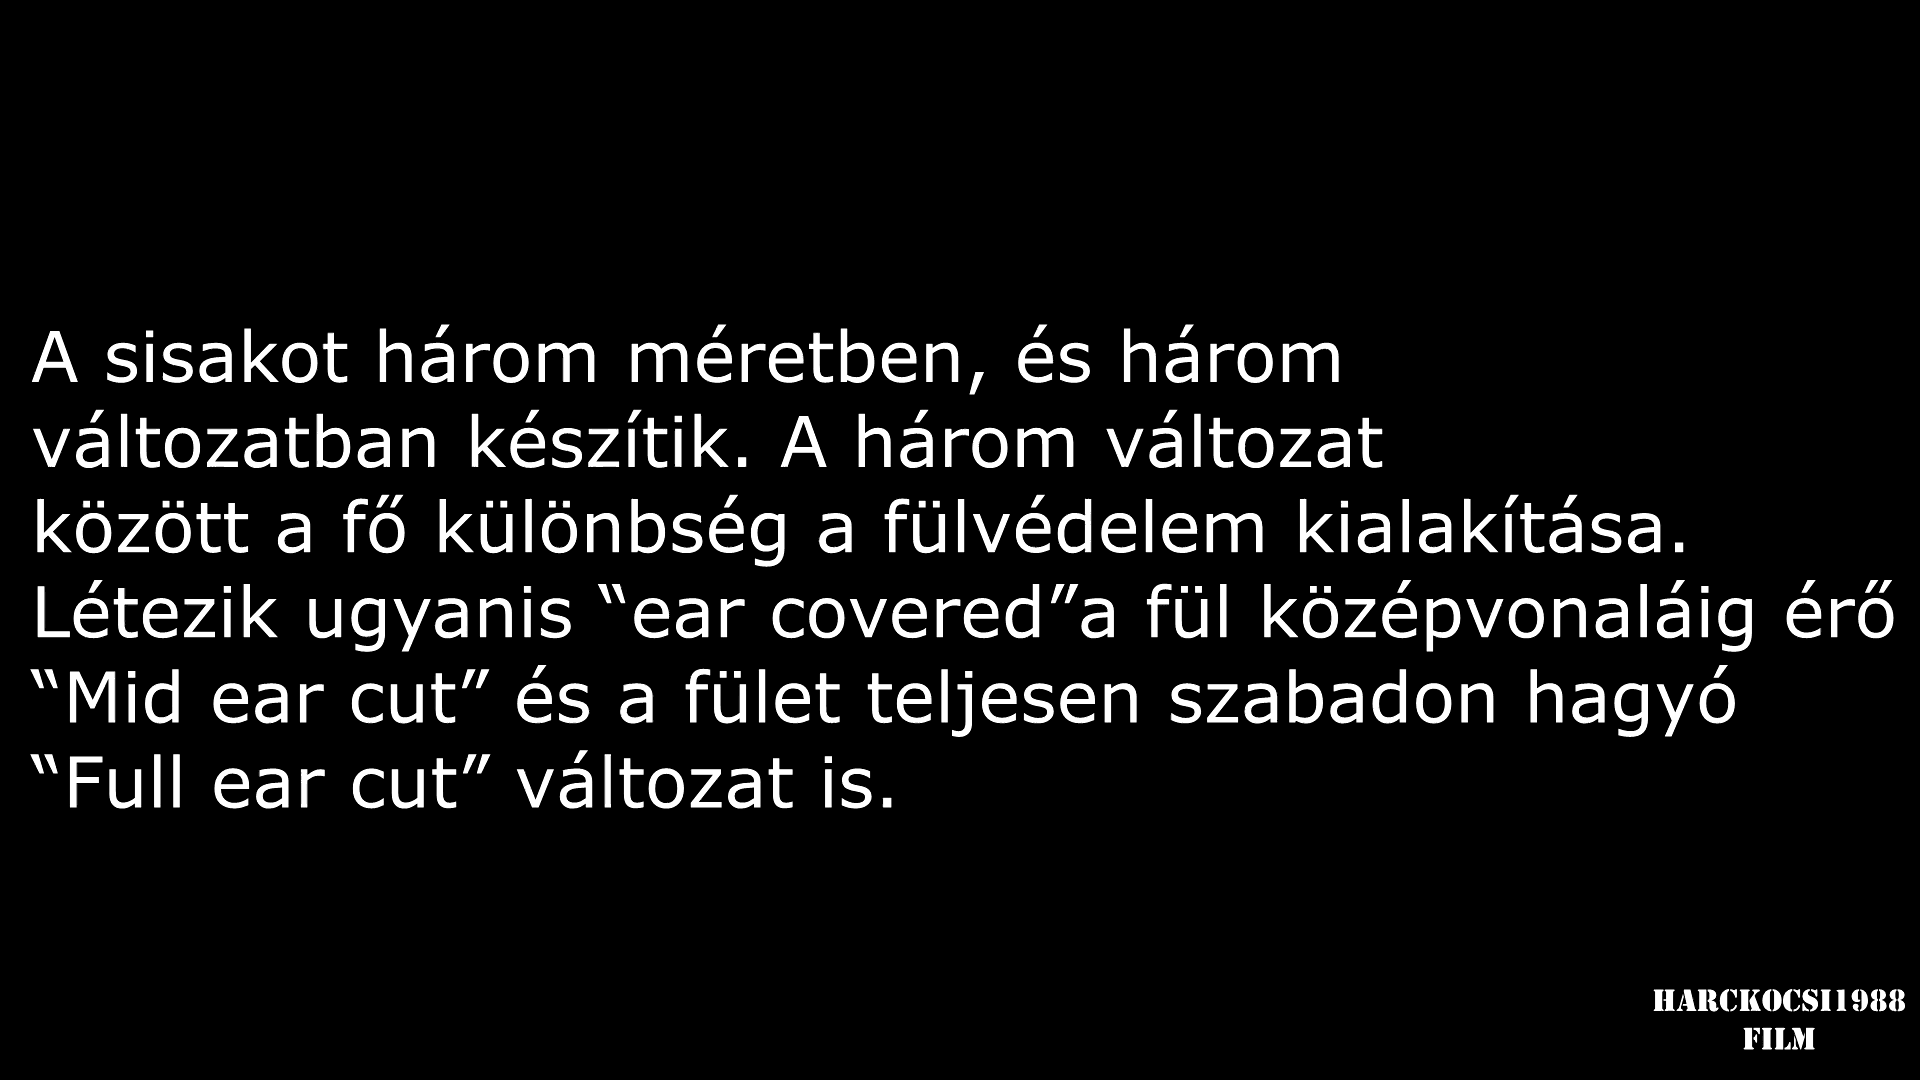 A sisakot három méretben, és három
változatban készítik. A három változat
között a fő különbség a fülvédelem kialakítása.
Létezik ugyanis “ear covered”a fül középvonaláig érő
“Mid ear cut” és a fület teljesen szabadon hagyó
“Full ear cut” változat is.
HARCKOCSI1988
FILM